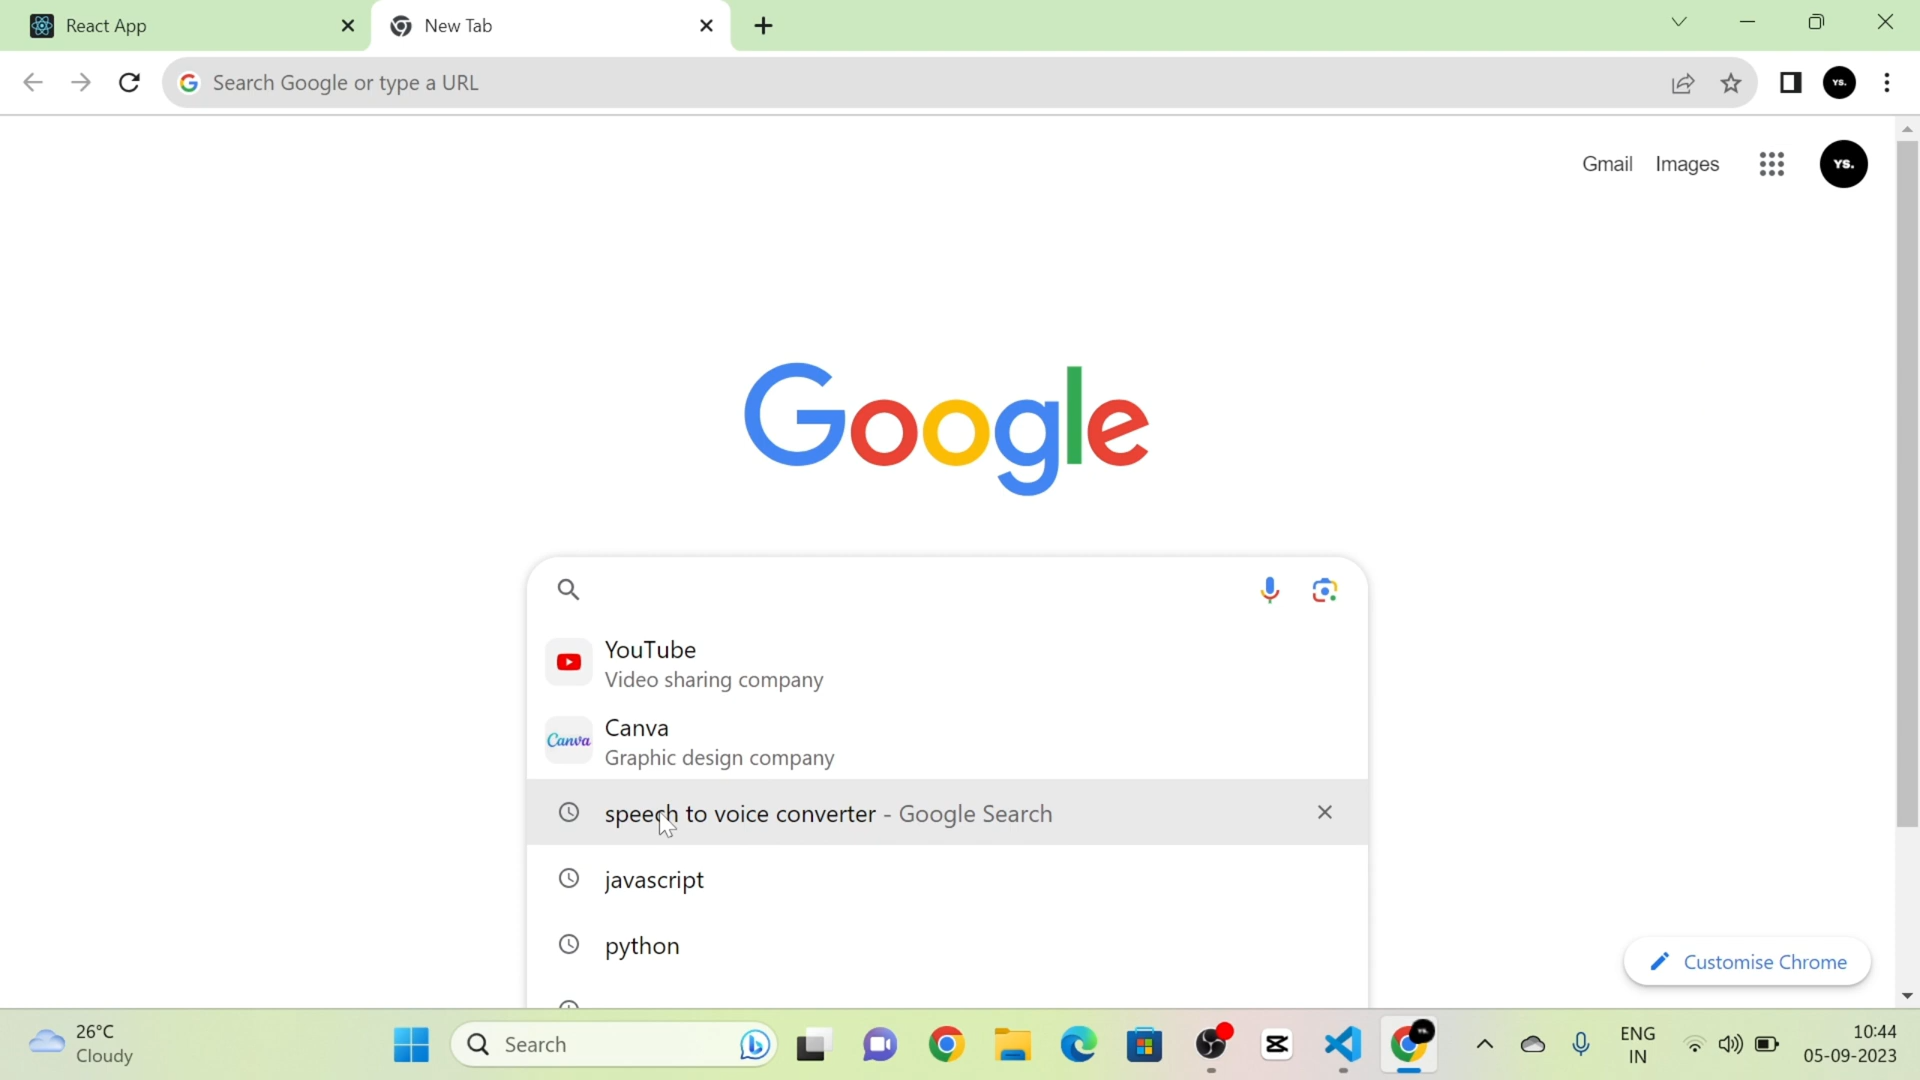 React App
New Tab
Search Google or type a URL
YS.
Gmail Images
YS.
Google
YouTube
Video sharing company
Canva
Canva
Graphic design company
speech to voice converter - Google Search
javascript
python
Customise Chrome
26°C
Cloudy
Search
ENG
IN
10:44
05-09-2023